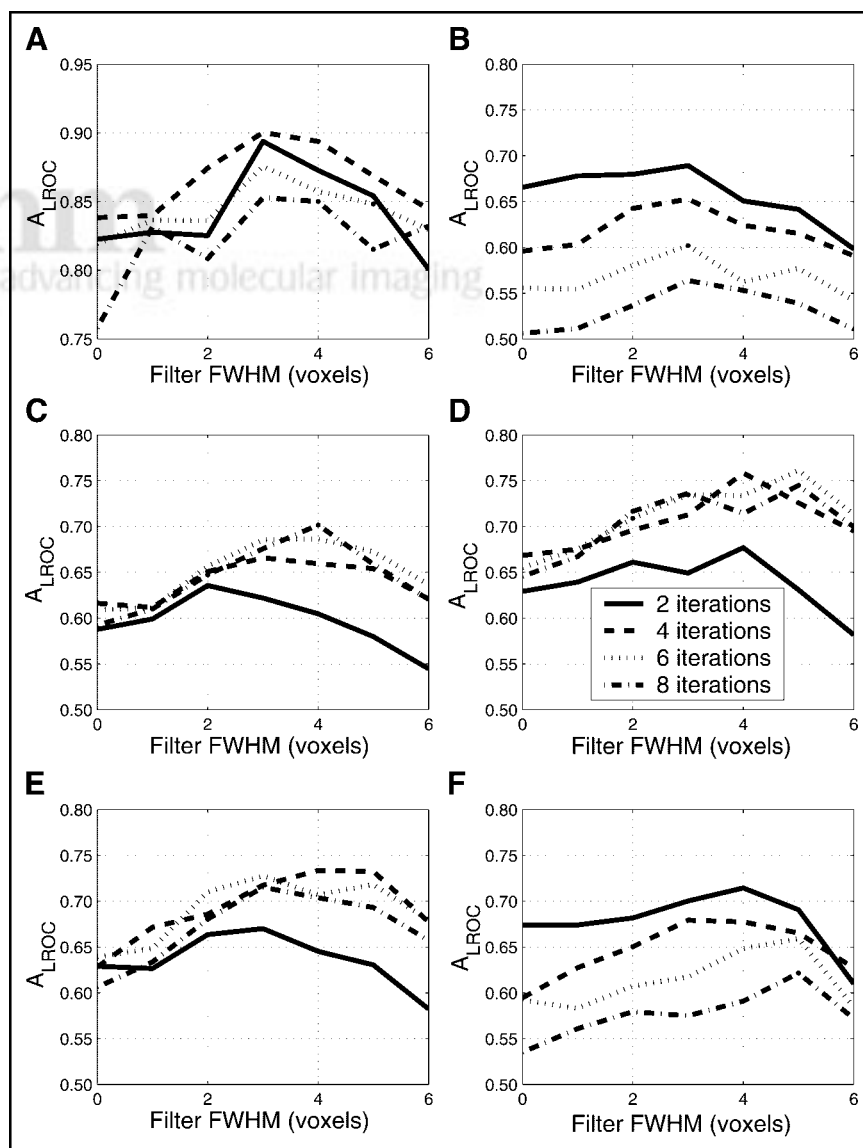 A
B
0.95
0.90
0.85
0.80
0.75
A_LROC
0 2 4 6
Filter FWHM (voxels)
0.80
0.75
0.70
0.65
0.60
0.55
0.50
A_LROC
0 2 4 6
Filter FWHM (voxels)
advancing molecular imaging
C
D
0.80
0.75
0.70
0.65
0.60
0.55
0.50
A_LROC
0 2 4 6
Filter FWHM (voxels)
0.80
0.75
0.70
0.65
0.60
0.55
0.50
A_LROC
2 iterations
4 iterations
6 iterations
8 iterations
0 2 4 6
Filter FWHM (voxels)
E
F
0.80
0.75
0.70
0.65
0.60
0.55
0.50
A_LROC
0 2 4 6
Filter FWHM (voxels)
0.80
0.75
0.70
0.65
0.60
0.55
0.50
A_LROC
0 2 4 6
Filter FWHM (voxels)